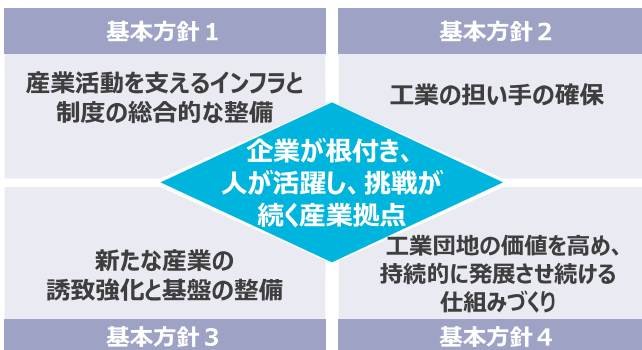 基本方針1
産業活動を支えるインフラと
制度の総合的な整備
基本方針2
工業の担い手の確保
企業が根付き、
人が活躍し、挑戦が
続く産業拠点
新たな産業の
誘致強化と基盤の整備
基本方針3
工業団地の価値を高め、
持続的に発展させ続ける
仕組みづくり
基本方針4